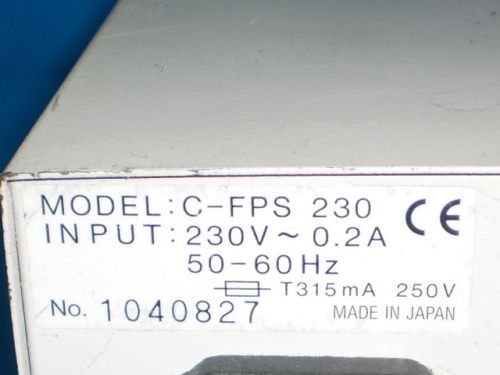 MODEL: C-FPS 230 CE
INPUT: 230V~ 0.2A
50-60Hz
T315mA 250V
No. 1040827 MADE IN JAPAN